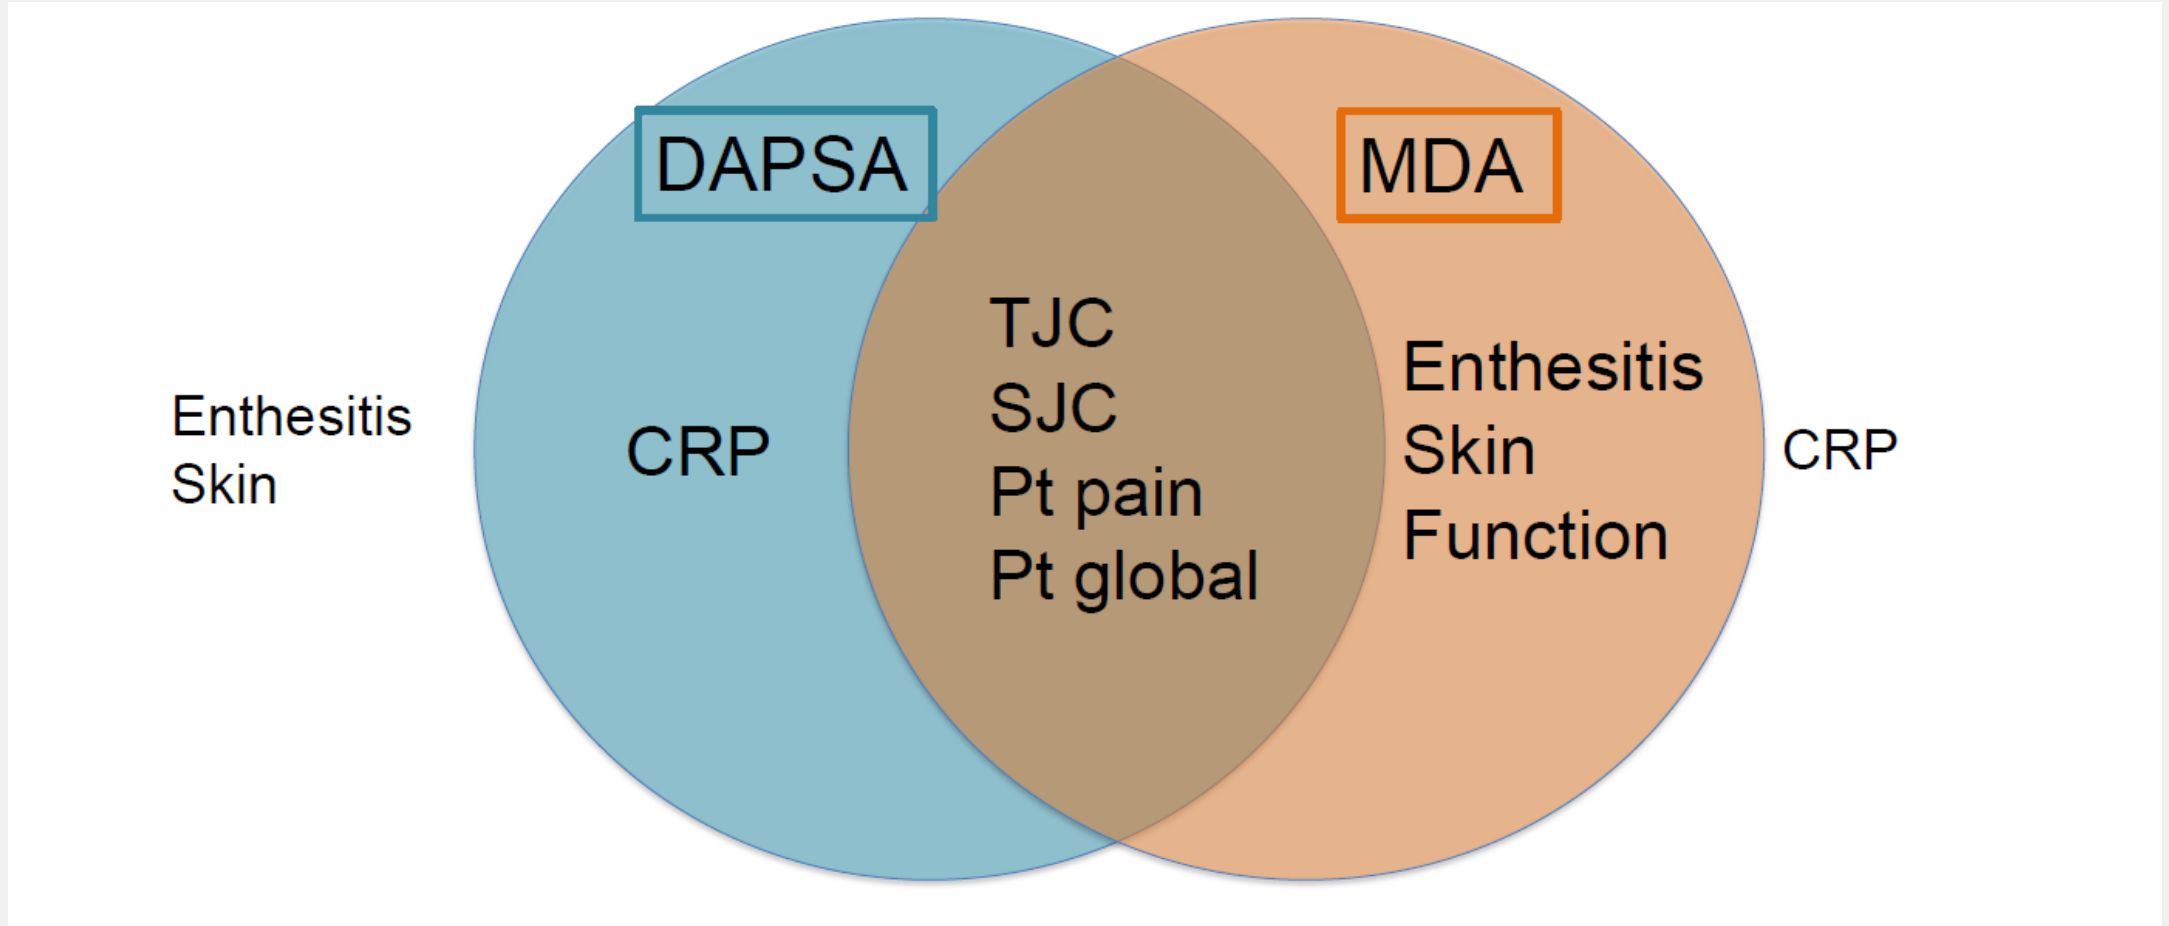 DAPSA
MDA
Enthesitis
Skin
CRP
TJC
SJC
Pt pain
Pt global
Enthesitis
Skin
Function
CRP